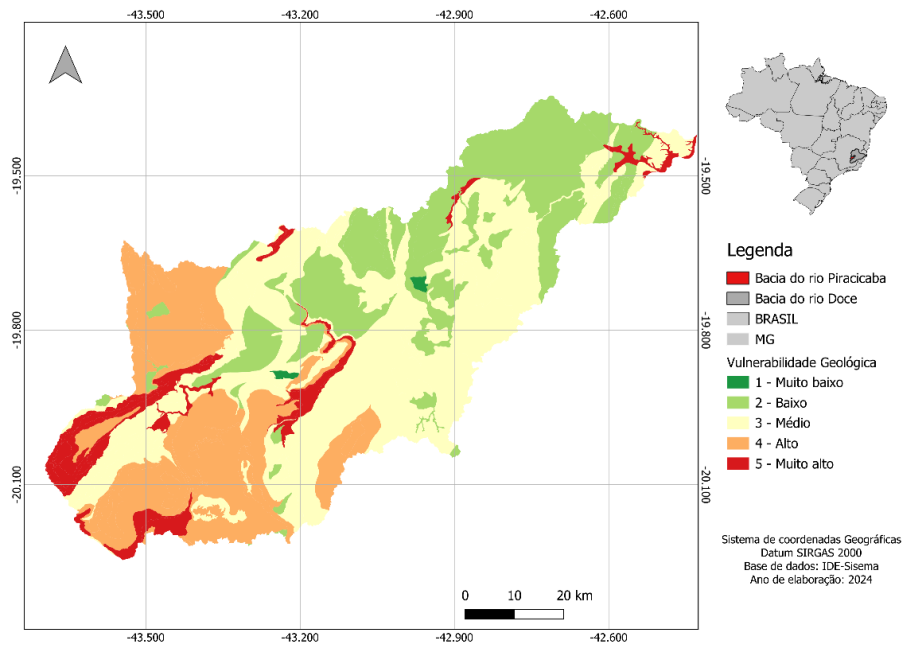 -43.500 -43.200 -42.900 -42.600
-19.500 -19.500
-19.800 -19.800
-20.100 -20.100
Legenda
Bacia do rio Piracicaba
Bacia do rio Doce
BRASIL
MG
Vulnerabilidade Geológica
1 - Muito baixo
2 - Baixo
3 - Médio
4 - Alto
5 - Muito alto
Sistema de coordenadas Geográficas
Datum SIRGAS 2000
Base de dados: IDE-Sisema
Ano de elaboração: 2024
0 10 20 km
-43.500 -43.200 -42.900 -42.600